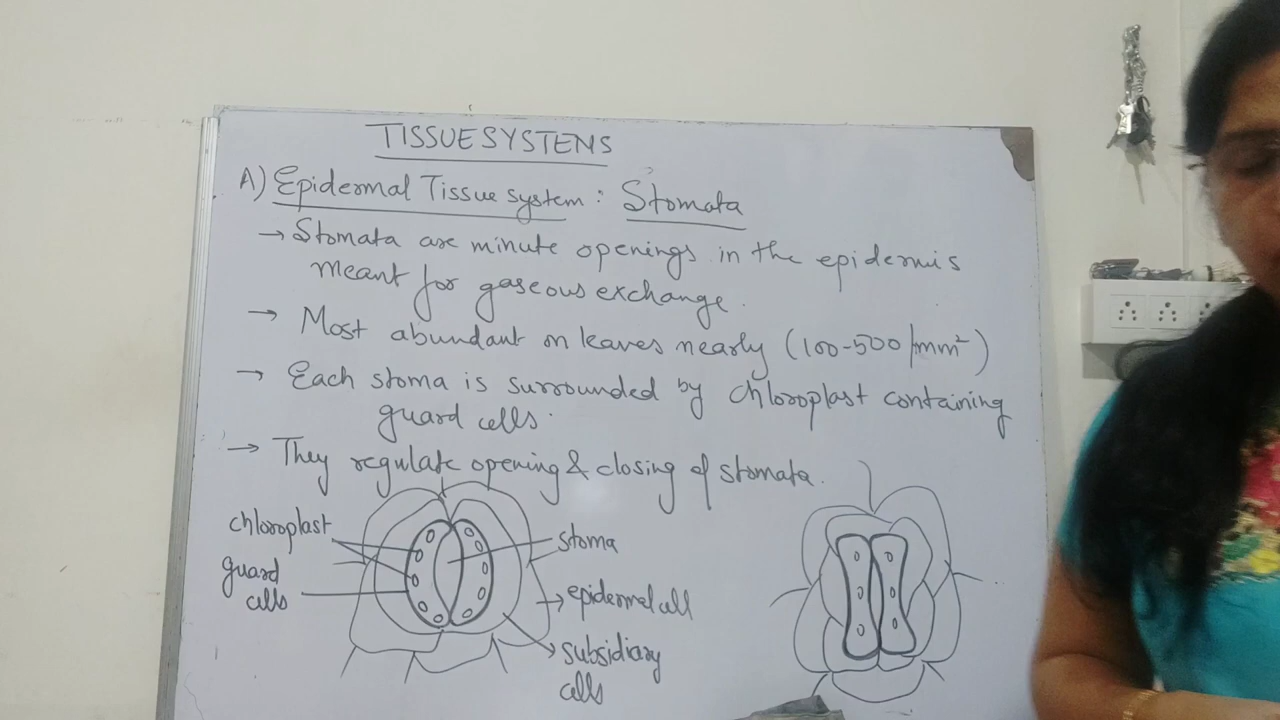 TISSUE SYSTEMS
A) Epidermal Tissue system: Stomata
→ Stomata are minute openings in the epidermis
meant for gaseous exchange.
→ Most abundant on leaves nearly (100-500/mm²)
→ Each stoma is surrounded by chloroplast containing
guard cells.
→ They regulate opening & closing of stomata.
chloroplast
guard
cells
stoma
epidermal cell
subsidiary
cells